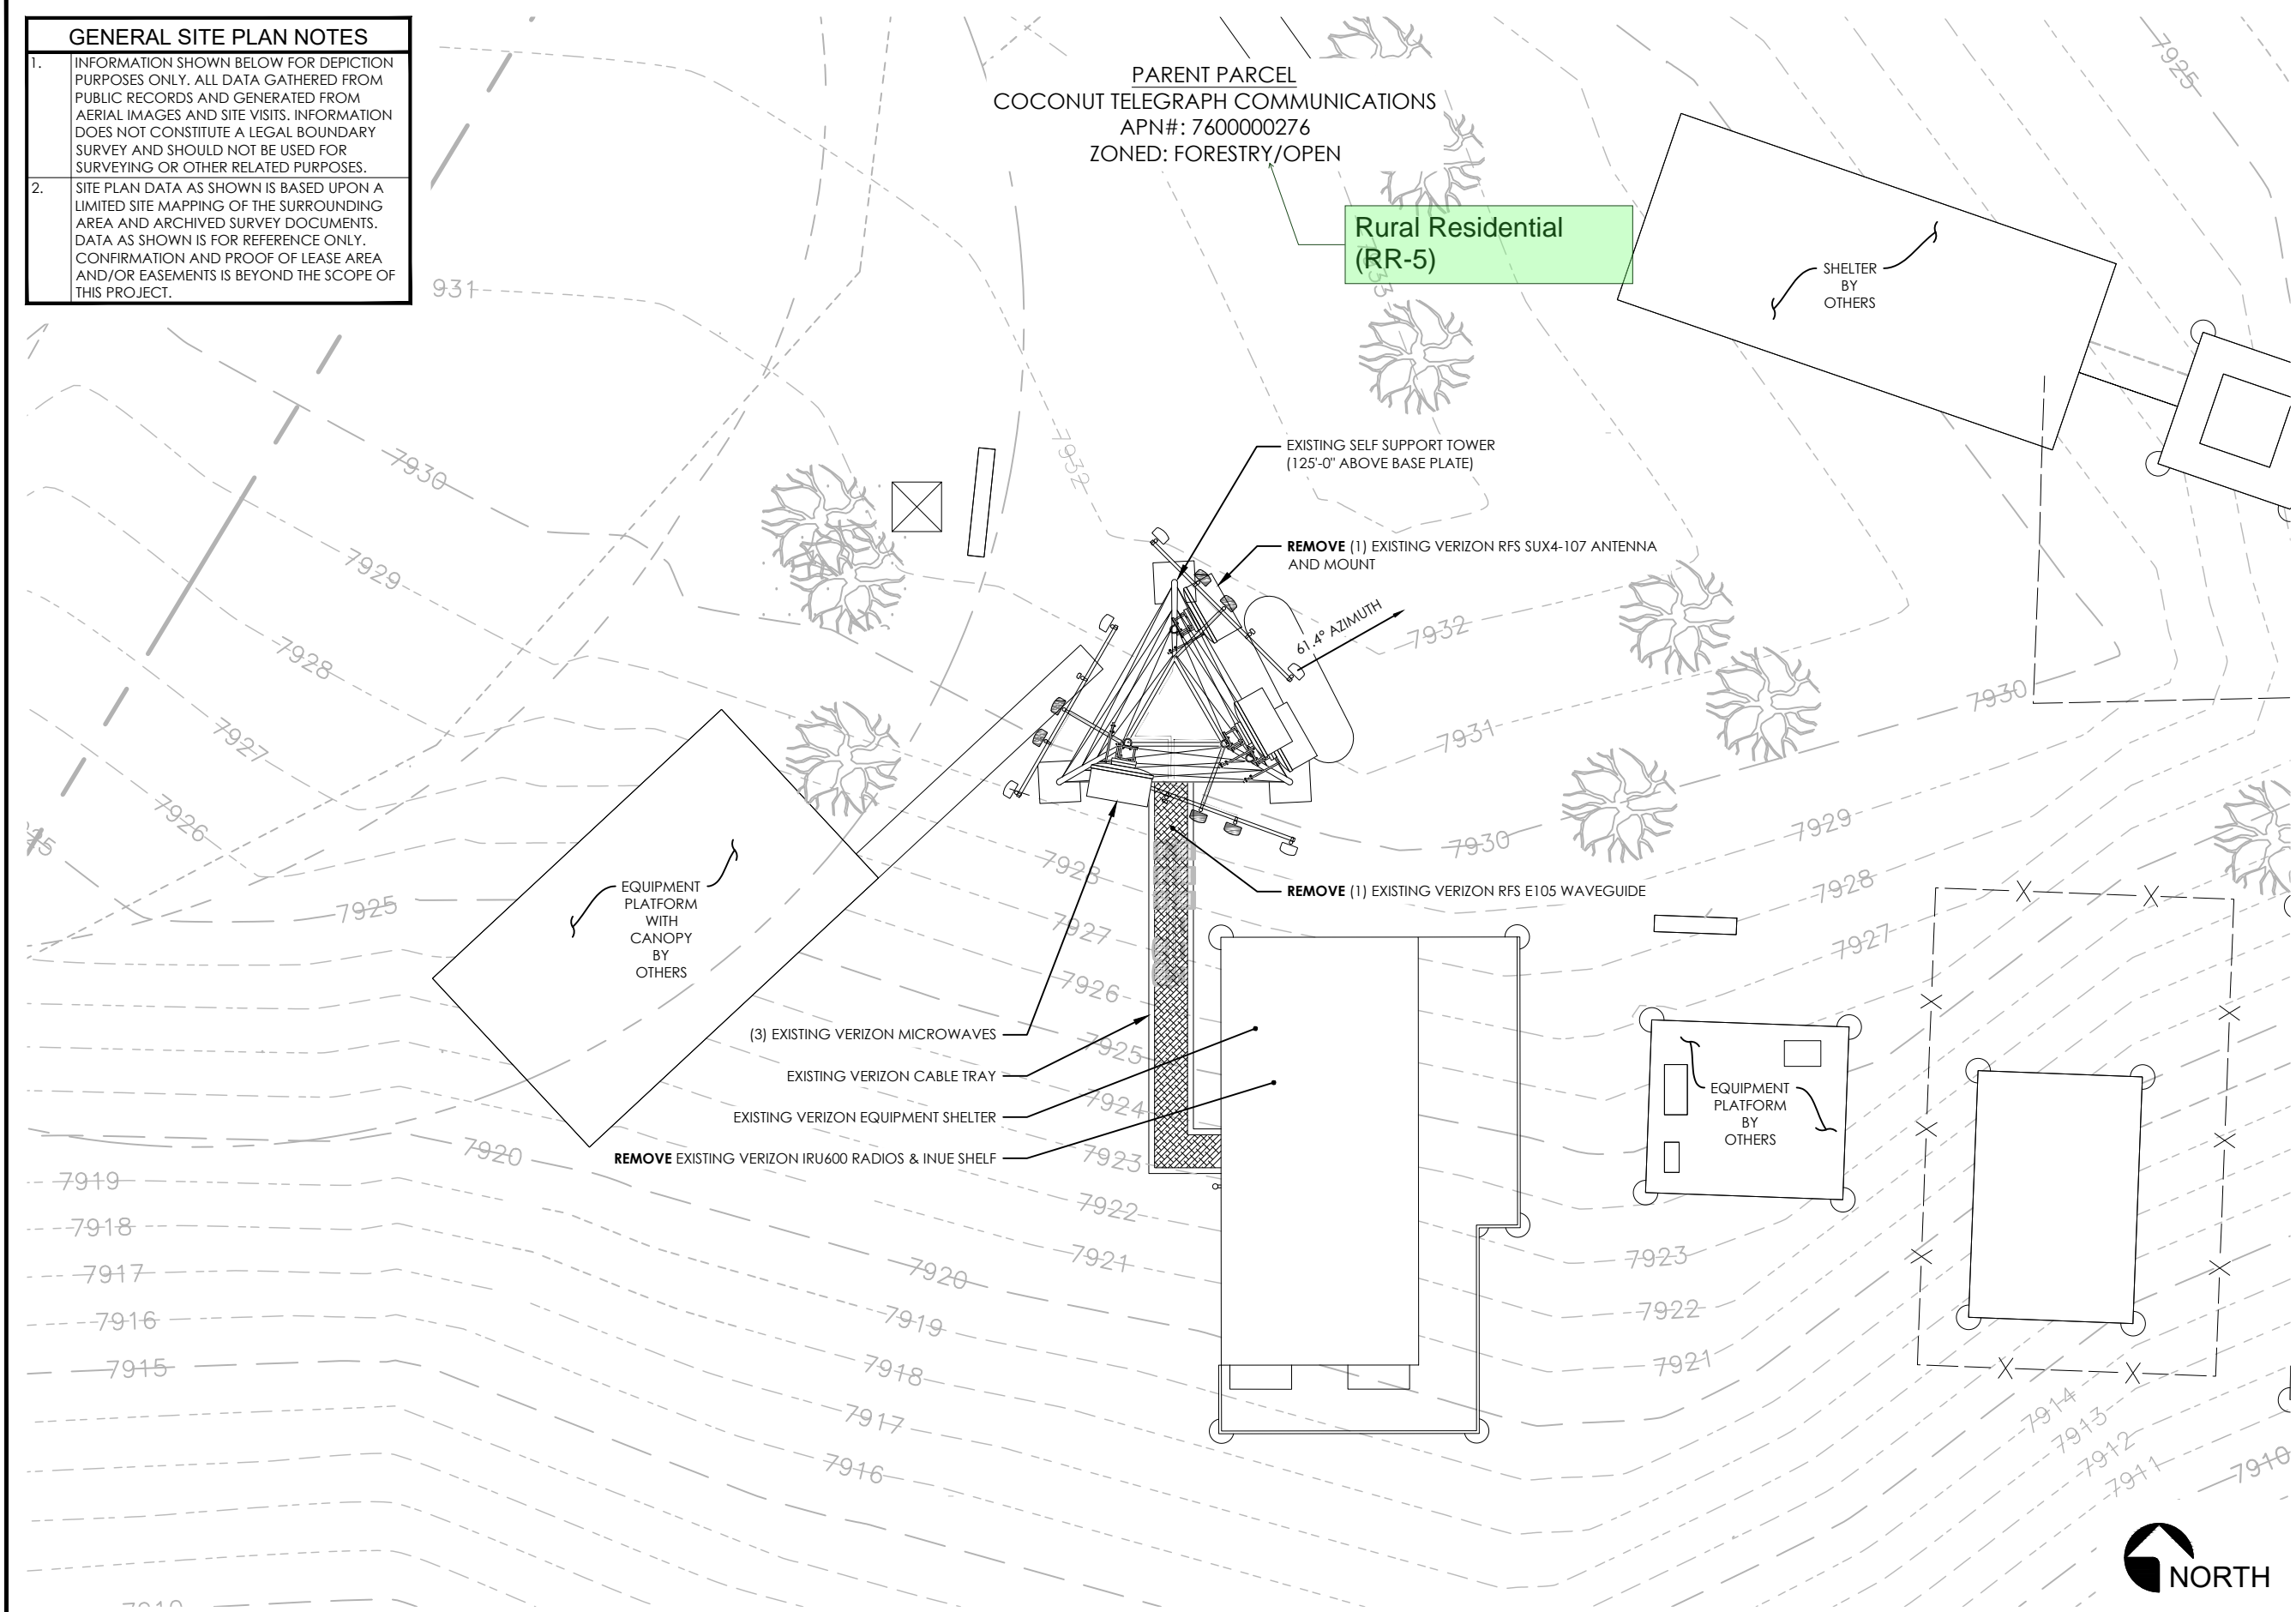 GENERAL SITE PLAN NOTES
1. INFORMATION SHOWN BELOW FOR DEPICTION
PURPOSES ONLY. ALL DATA GATHERED FROM
PUBLIC RECORDS AND GENERATED FROM
AERIAL IMAGES AND SITE VISITS. INFORMATION
DOES NOT CONSTITUTE A LEGAL BOUNDARY
SURVEY AND SHOULD NOT BE USED FOR
SURVEYING OR OTHER RELATED PURPOSES.
2. SITE PLAN DATA AS SHOWN IS BASED UPON A
LIMITED SITE MAPPING OF THE SURROUNDING
AREA AND ARCHIVED SURVEY DOCUMENTS.
DATA AS SHOWN IS FOR REFERENCE ONLY.
CONFIRMATION AND PROOF OF LEASE AREA
AND/OR EASEMENTS IS BEYOND THE SCOPE OF
THIS PROJECT.
PARENT PARCEL
COCONUT TELEGRAPH COMMUNICATIONS
APN#: 7600000276
ZONED: FORESTRY/OPEN
Rural Residential
(RR-5)
7925
SHELTER
BY
OTHERS
931
7930
7932
EXISTING SELF SUPPORT TOWER
(125'-0" ABOVE BASE PLATE)
REMOVE (1) EXISTING VERIZON RFS SUX4-107 ANTENNA
AND MOUNT
61.4° AZIMUTH
7932
7929
7928
7927
7926
7931
7930
7930
7929
7928
7927
7928
REMOVE (1) EXISTING VERIZON RFS E105 WAVEGUIDE
EQUIPMENT
PLATFORM
WITH
CANOPY
BY
OTHERS
7925
7927
7926
7925
7924
7923
7922
7921
(3) EXISTING VERIZON MICROWAVES
EXISTING VERIZON CABLE TRAY
EXISTING VERIZON EQUIPMENT SHELTER
REMOVE EXISTING VERIZON IRU600 RADIOS & INUE SHELF
EQUIPMENT
PLATFORM
BY
OTHERS
7920
7919
7918
7917
7916
7915
7920
7919
7918
7917
7916
7923
7922
7921
7914
7913
7912
7911
7910
NORTH